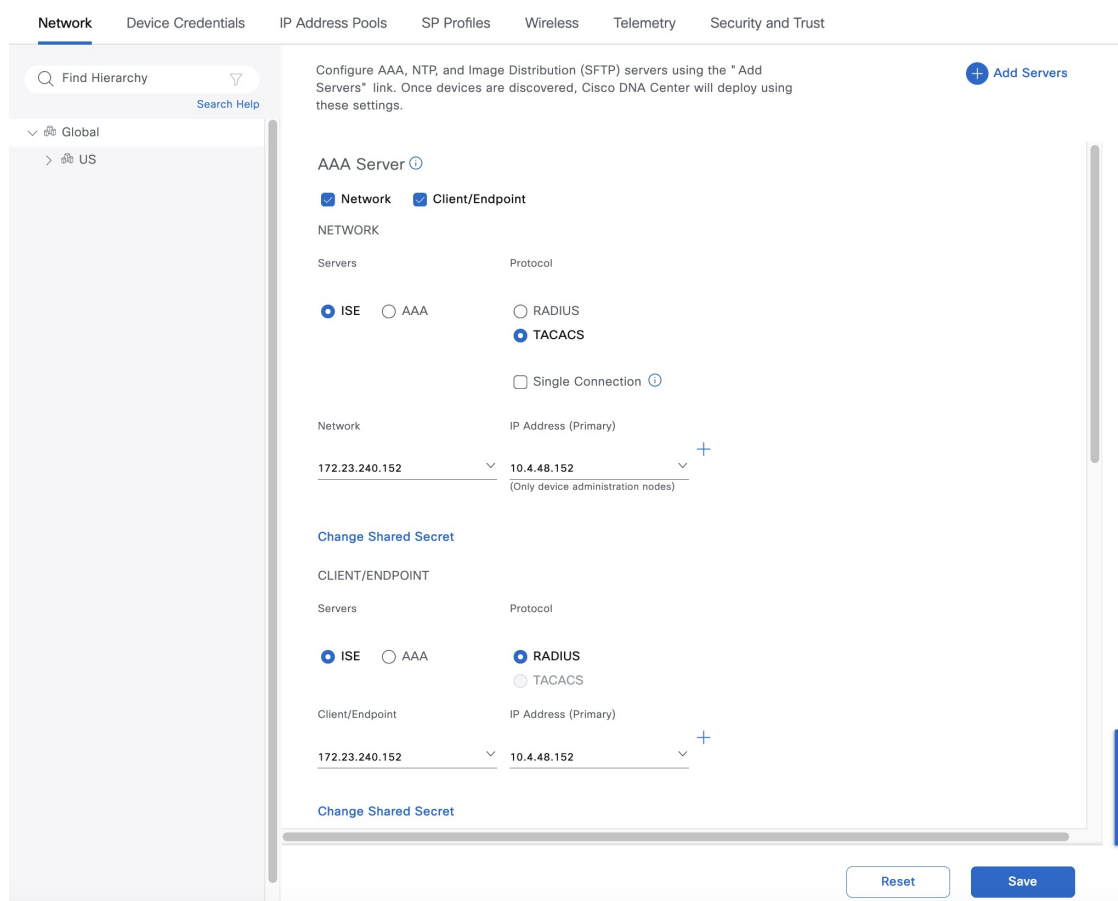 Network Device Credentials IP Address Pools SP Profiles Wireless Telemetry Security and Trust
Find Hierarchy
Search Help
Global
US
Configure AAA, NTP, and Image Distribution (SFTP) servers using the "Add
Servers" link. Once devices are discovered, Cisco DNA Center will deploy using
these settings.
Add Servers
AAA Server
Network Client/Endpoint
NETWORK
Servers Protocol
ISE AAA RADIUS
TACACS
Single Connection
Network IP Address (Primary)
172.23.240.152 10.4.48.152
(Only device administration nodes)
Change Shared Secret
CLIENT/ENDPOINT
Servers Protocol
ISE AAA RADIUS
TACACS
Client/Endpoint IP Address (Primary)
172.23.240.152 10.4.48.152
Change Shared Secret
Reset Save